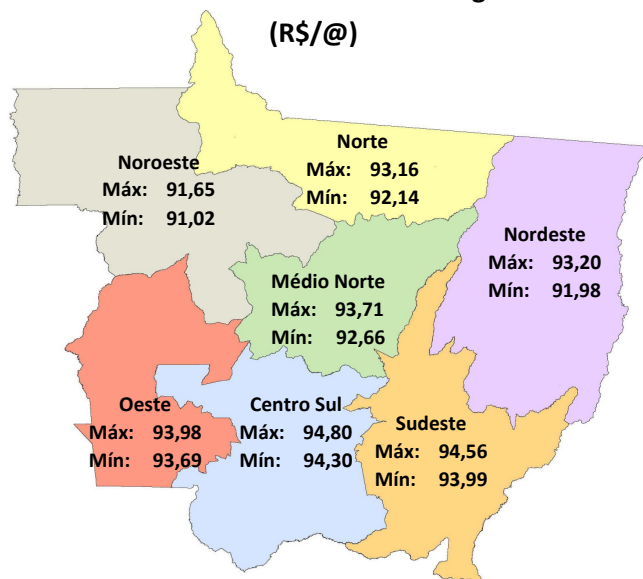 (R$/@)
Norte
Máx: 93,16
Mín: 92,14
Noroeste
Máx: 91,65
Mín: 91,02
Nordeste
Máx: 93,20
Mín: 91,98
Médio Norte
Máx: 93,71
Mín: 92,66
Oeste
Máx: 93,98
Mín: 93,69
Centro Sul
Máx: 94,80
Mín: 94,30
Sudeste
Máx: 94,56
Mín: 93,99